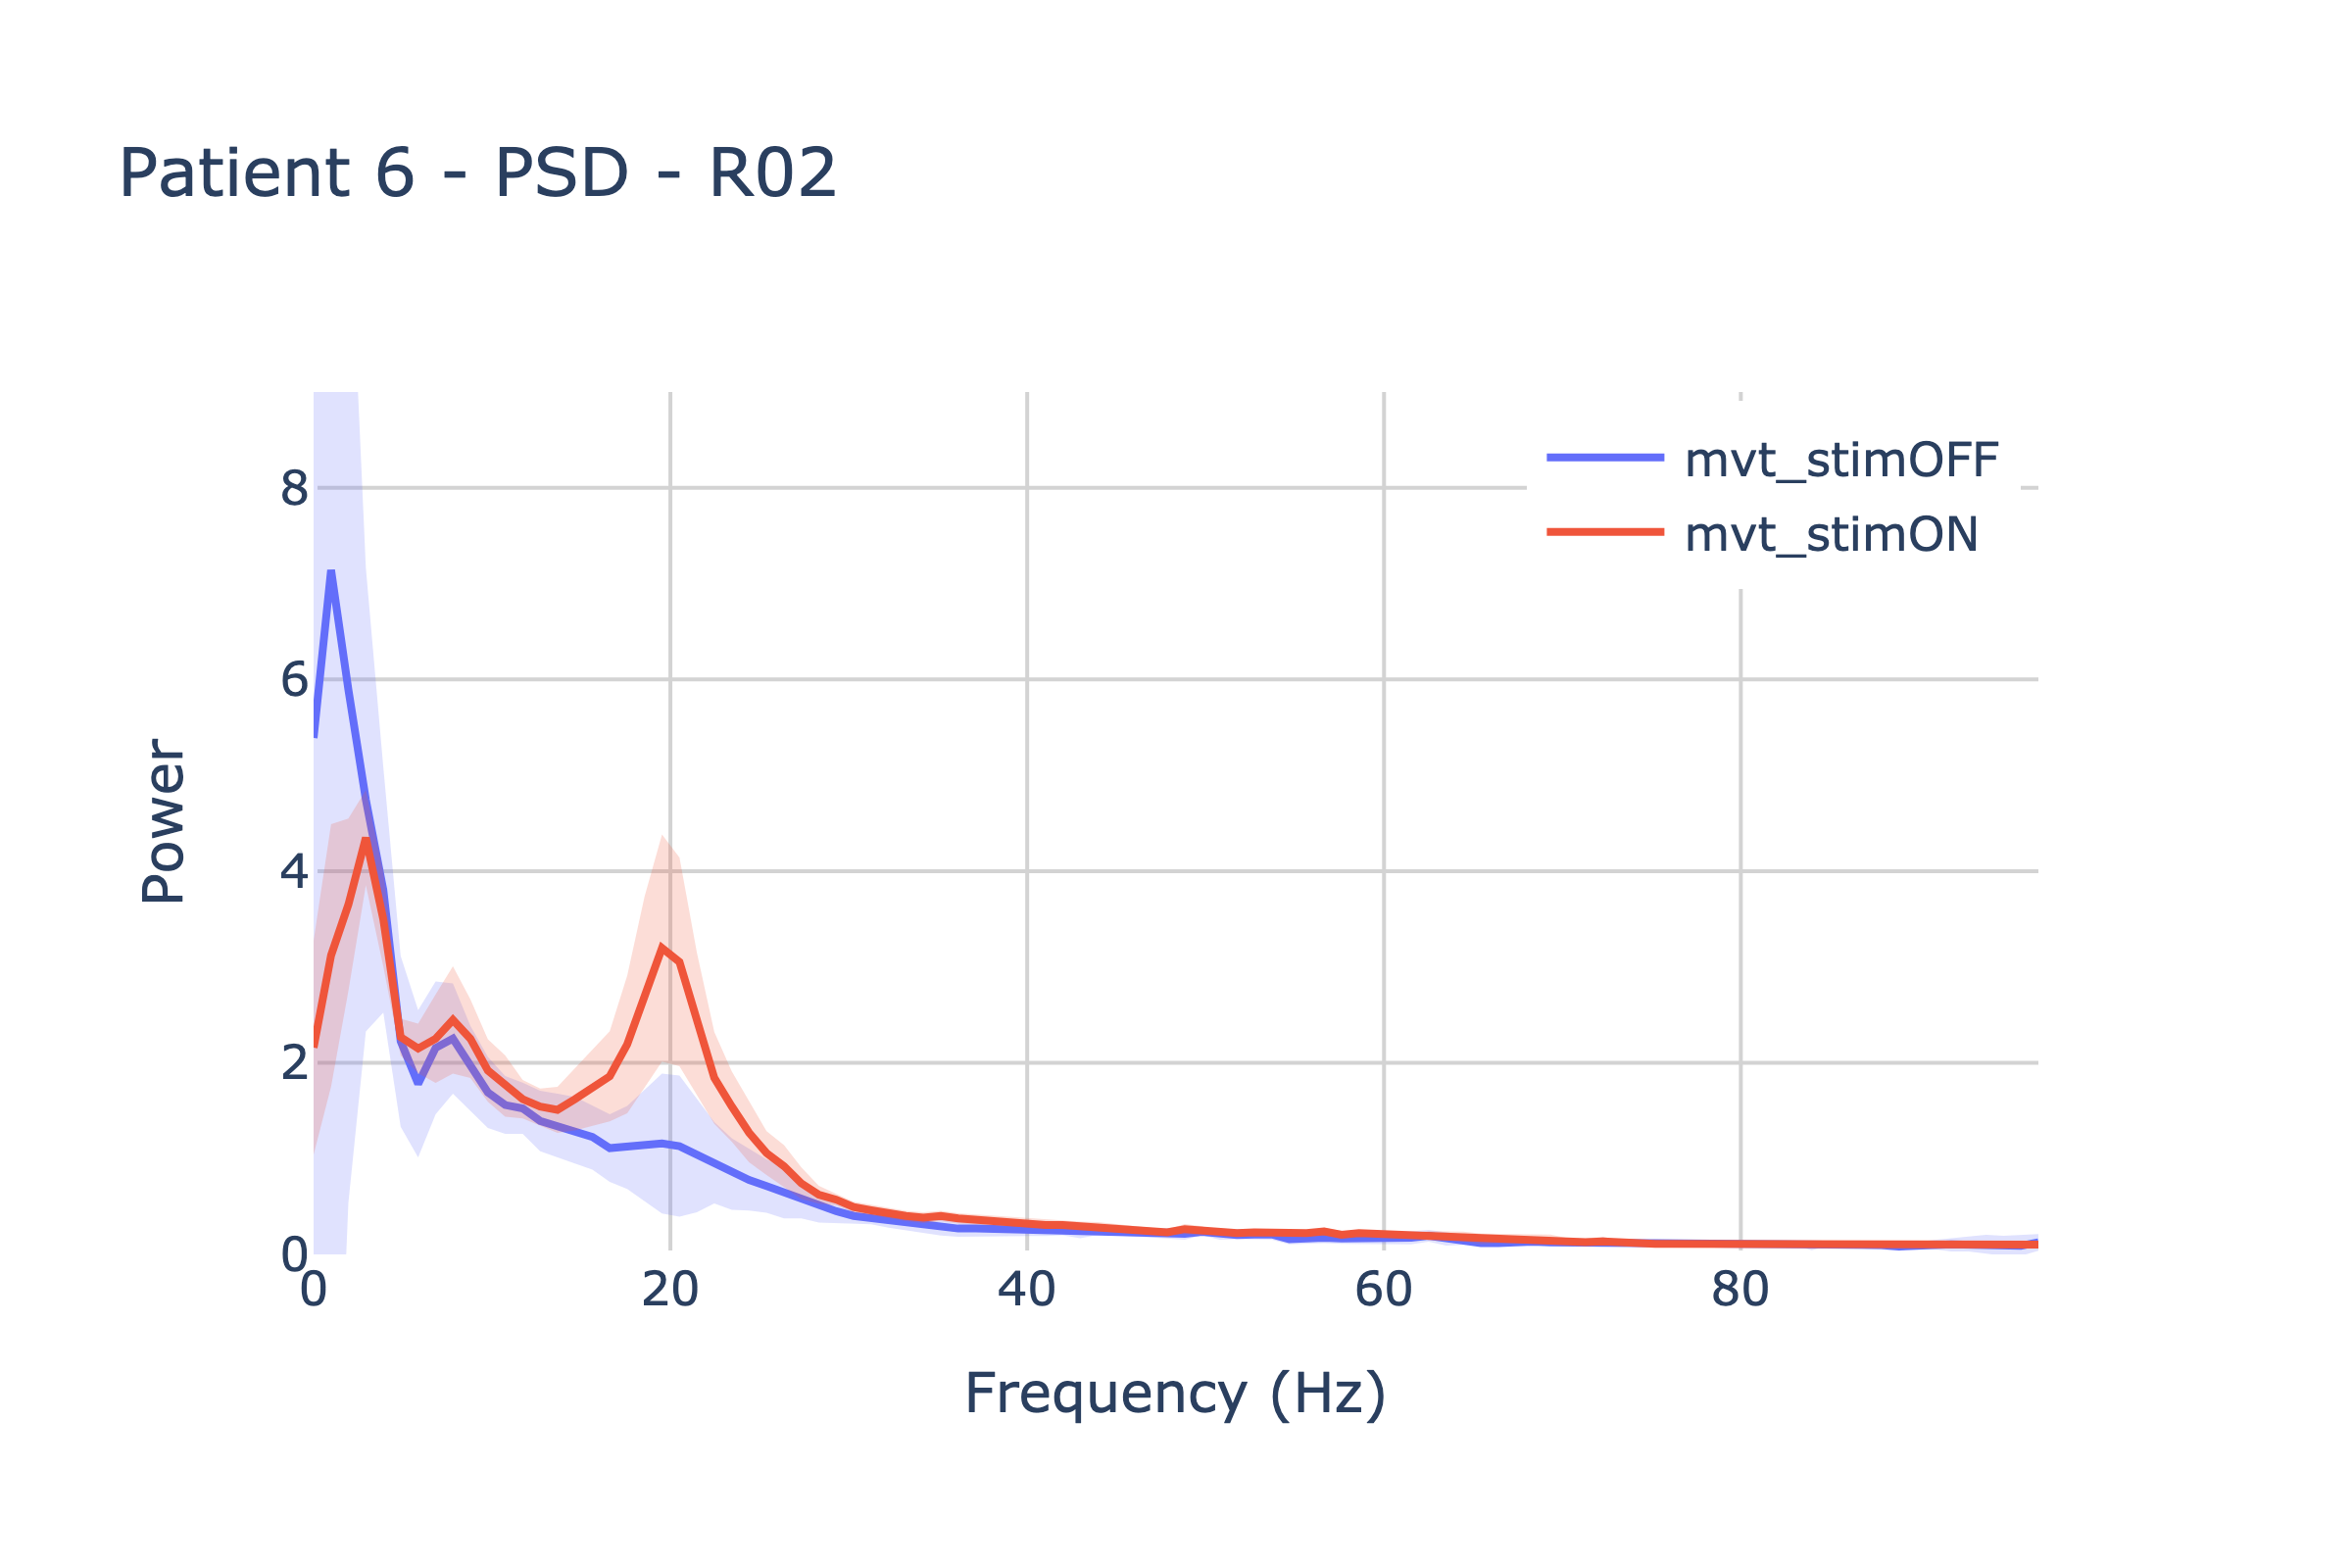 Patient 6 - PSD - R02
mvt_stimOFF
mvt_stimON
8
6
4
2
0
Power
0 20 40 60 80
Frequency (Hz)